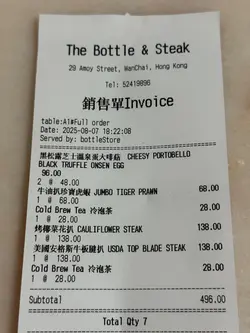 The Bottle & Steak
29 Amoy Street, WanChai, Hong Kong
Tel: 52419896
銷售單Invoice
table:A1#Full order
Date: 2025-08-07 18:22:08
Served by: bottleStore
黑松露芝士溫泉蛋大啡菇 CHEESY PORTOBELLO
BLACK TRUFFLE ONSEN EGG
96.00
2 @ 48.00
牛油扒珍寶虎蝦 JUMBO TIGER PRAWN 68.00
1 @ 68.00
Cold Brew Tea 冷泡茶 28.00
1 @ 28.00
烤椰菜花扒 CAULIFLOWER STEAK 138.00
1 @ 138.00
美國安格斯牛板腱扒 USDA TOP BLADE STEAK 138.00
1 @ 138.00
Cold Brew Tea 冷泡茶 28.00
1 @ 28.00
Subtotal 496.00
Total Qty 7